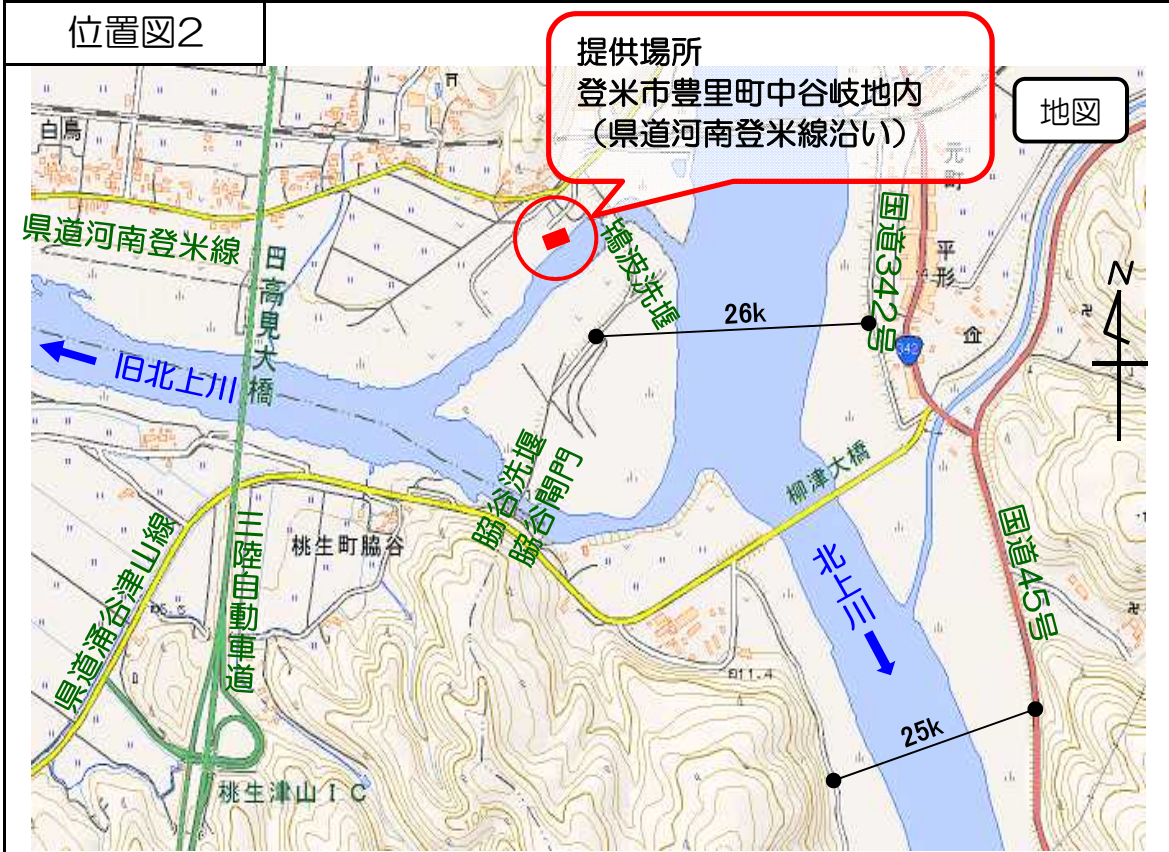 位置図2
提供場所
登米市豊里町中谷岐地内
（県道河南登米線沿い）
地図
白鳥
元町
県道河南登米線
日高見大橋
鴇波洗堰
国道342号
平形
N
26k
342
旧北上川
脇谷洗堰
脇谷閘門
柳津大橋
県道涌谷津山線
三陸自動車道
桃生町脇谷
北上川
国道45号
11.4
25k
桃生津山IC